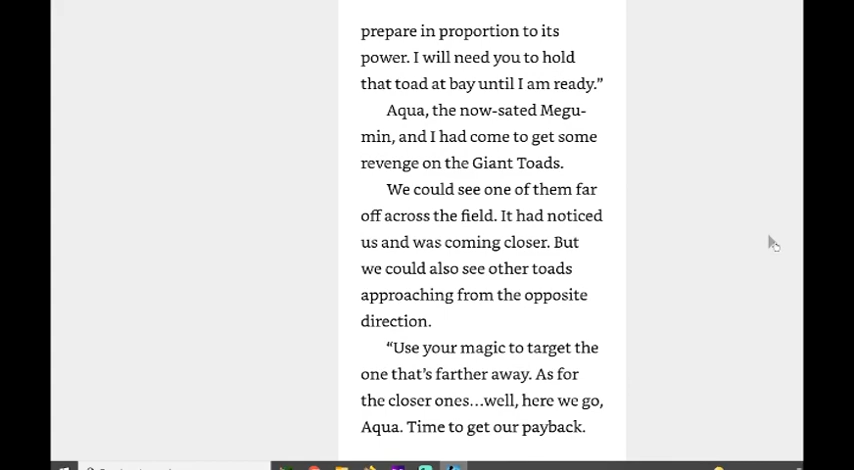 prepare in proportion to its
power. I will need you to hold
that toad at bay until I am ready.”
Aqua, the now-sated Megu-
min, and I had come to get some
revenge on the Giant Toads.
We could see one of them far
off across the field. It had noticed
us and was coming closer. But
we could also see other toads
approaching from the opposite
direction.
“Use your magic to target the
one that’s farther away. As for
the closer ones…well, here we go,
Aqua. Time to get our payback.